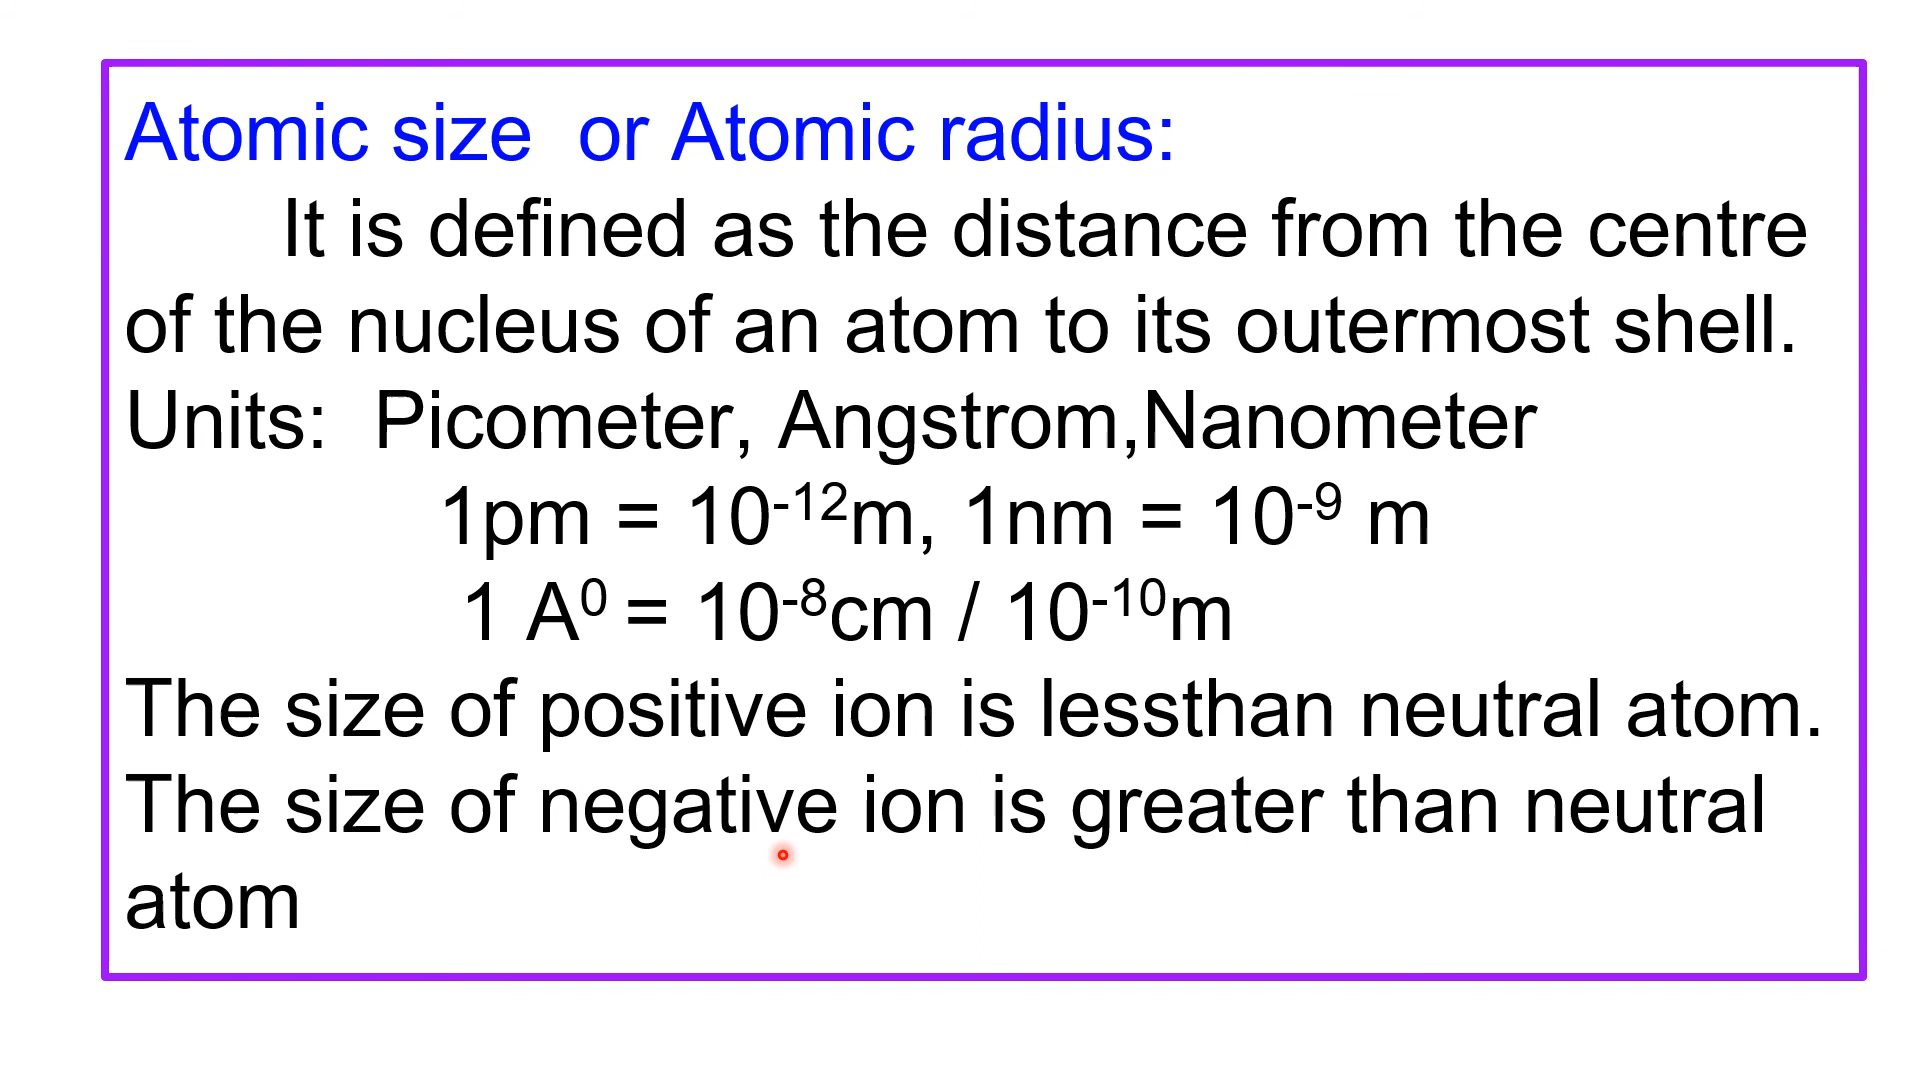 Atomic size  or Atomic radius:
It is defined as the distance from the centre
of the nucleus of an atom to its outermost shell.
Units:  Picometer, Angstrom,Nanometer
1pm = 10⁻¹²m, 1nm = 10⁻⁹ m
1 A⁰ = 10⁻⁸cm / 10⁻¹⁰m
The size of positive ion is lessthan neutral atom.
The size of negative ion is greater than neutral
atom